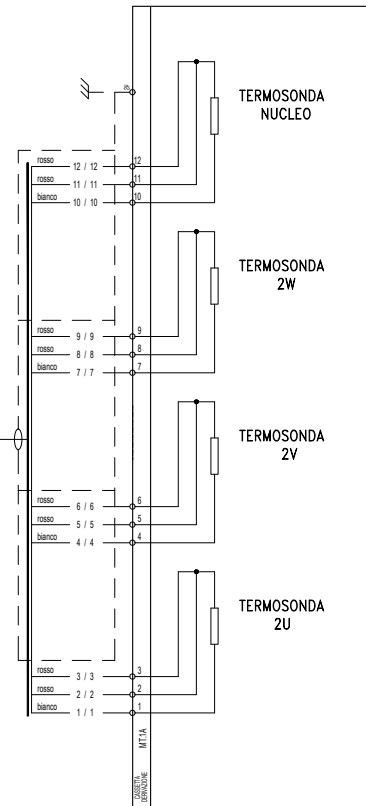 25
TERMOSONDA
NUCLEO
rosso 12 / 12 12
rosso 11 / 11 11
bianco 10 / 10 10
TERMOSONDA
2W
rosso 9 / 9 9
rosso 8 / 8 8
bianco 7 / 7 7
TERMOSONDA
2V
rosso 6 / 6 6
rosso 5 / 5 5
bianco 4 / 4 4
TERMOSONDA
2U
rosso 3 / 3 3
rosso 2 / 2 2
bianco 1 / 1 1
MT.1A
CASSETTA
DERIVAZIONE